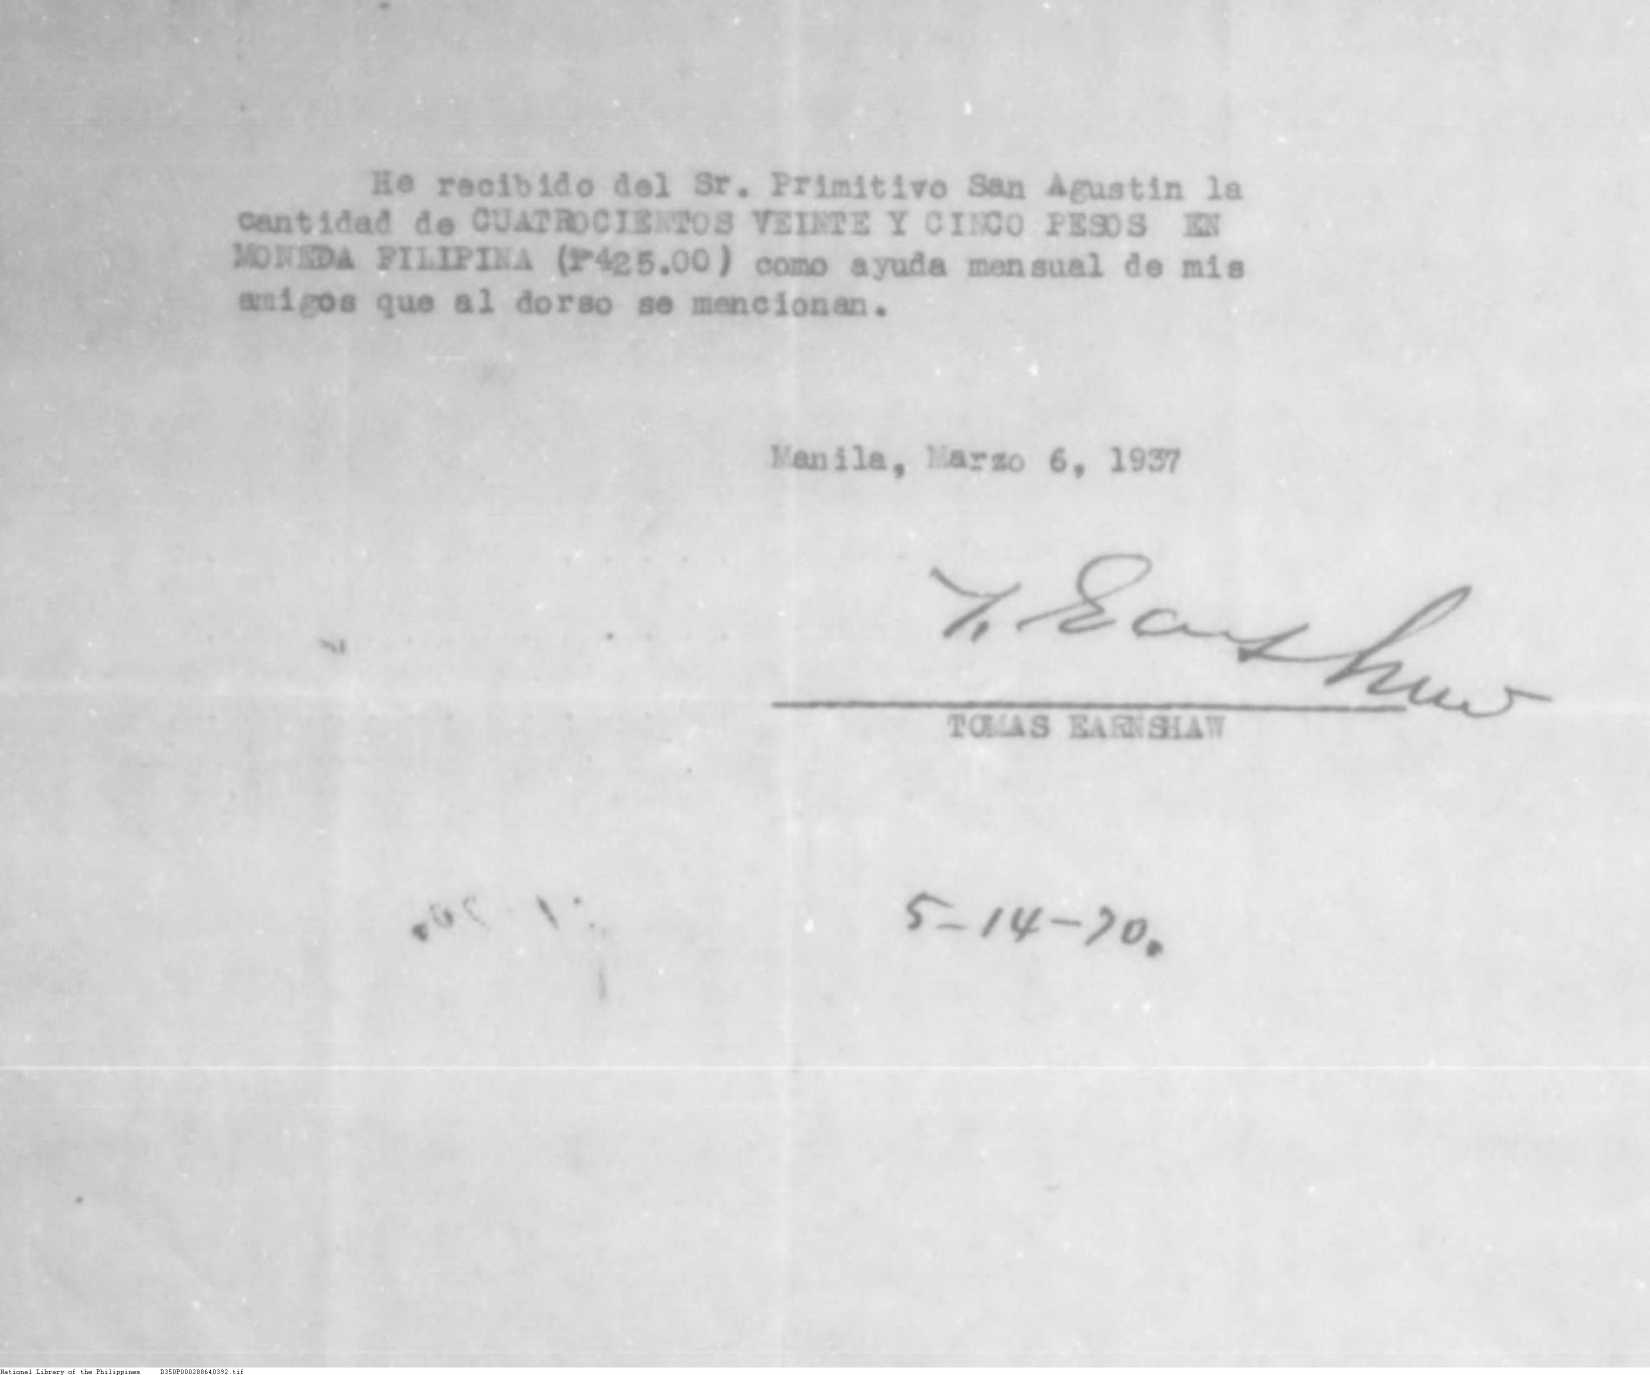 He recibido del Sr. Primitivo San Agustin la
cantidad de CUATROCIENTOS VEINTE Y CINCO PESOS EN
MONEDA FILIPINA (₱425.00) como ayuda mensual de mis
amigos que al dorso se mencionan.
Manila, Marzo 6, 1937
T. Earnshaw
TOMAS EARNSHAW
5-14-70.
National Library of the Philippines